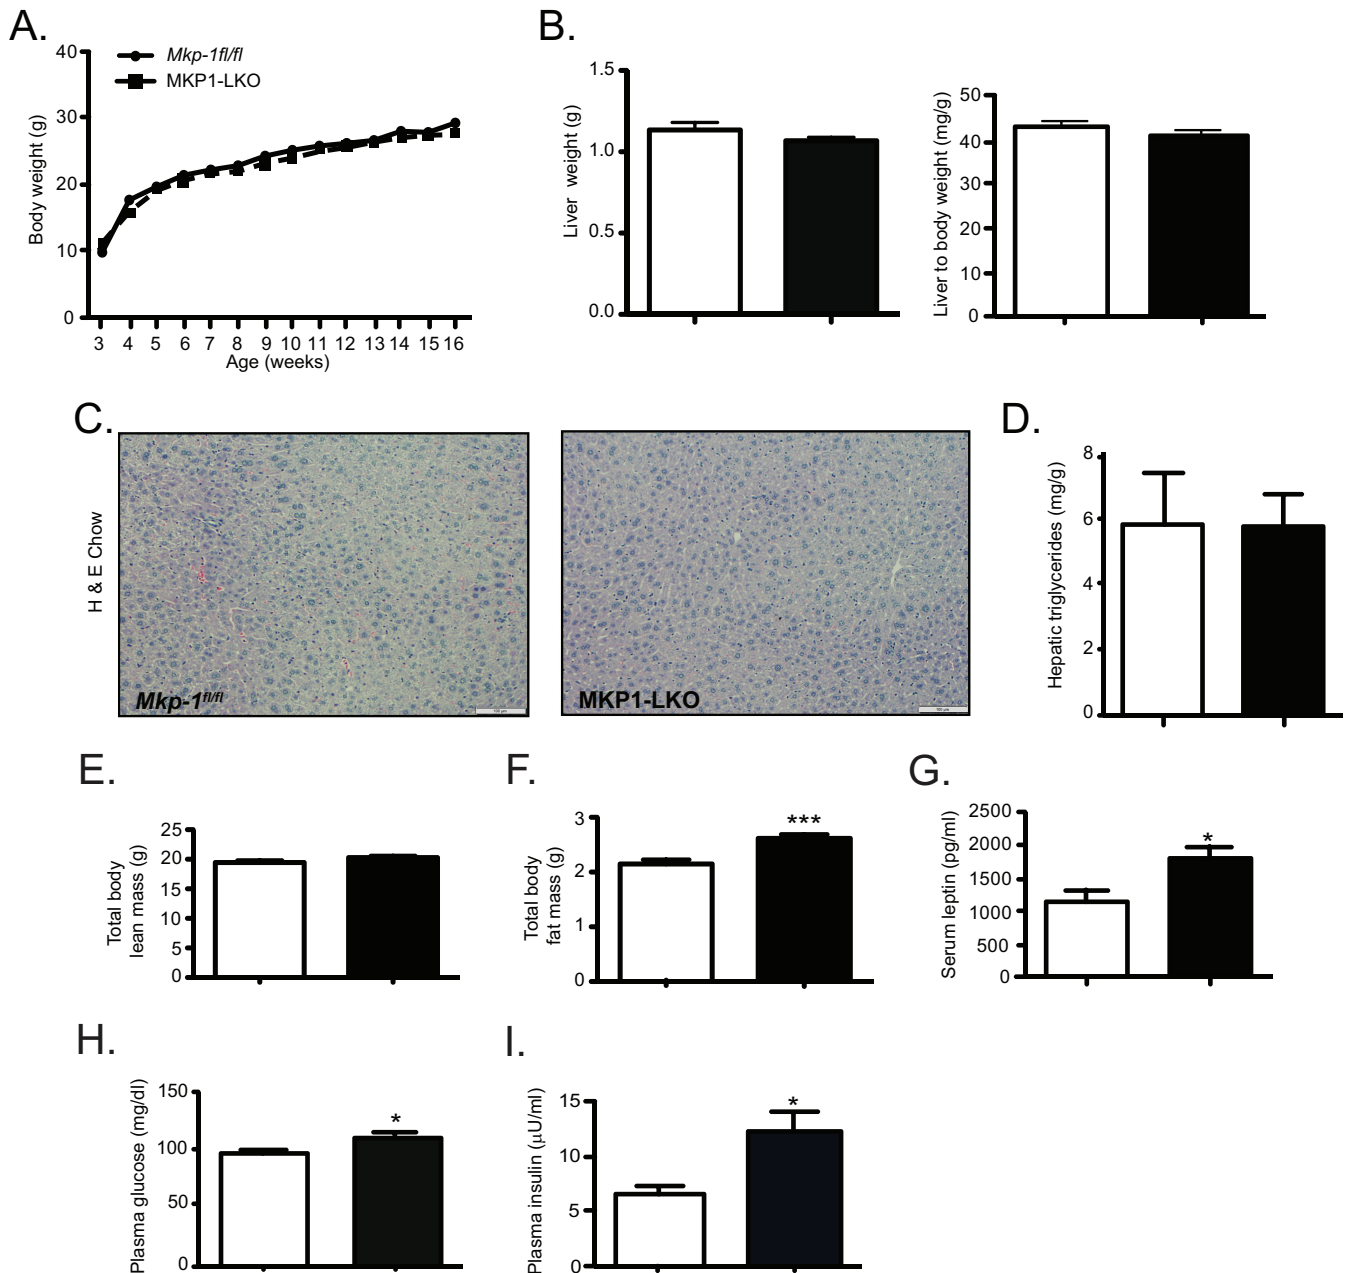 A.
40
30
20
10
0
Body weight (g)
Mkp-1fl/fl
MKP1-LKO
3 4 5 6 7 8 9 10 11 12 13 14 15 16
Age (weeks)
B.
1.5
1.0
0.5
0.0
Liver weight (g)
50
40
30
20
10
0
Liver to body weight (mg/g)
C.
H & E Chow
Mkp-1fl/fl
100 µm
MKP1-LKO
100 µm
D.
8
6
4
2
0
Hepatic triglycerides (mg/g)
E.
25
20
15
10
5
0
Total body
lean mass (g)
F.
3
2
1
0
Total body
fat mass (g)
***
G.
2500
2000
1500
1000
500
0
Serum leptin (pg/ml)
*
H.
150
100
50
0
Plasma glucose (mg/dl)
*
I.
15
10
5
0
Plasma insulin (µU/ml)
*